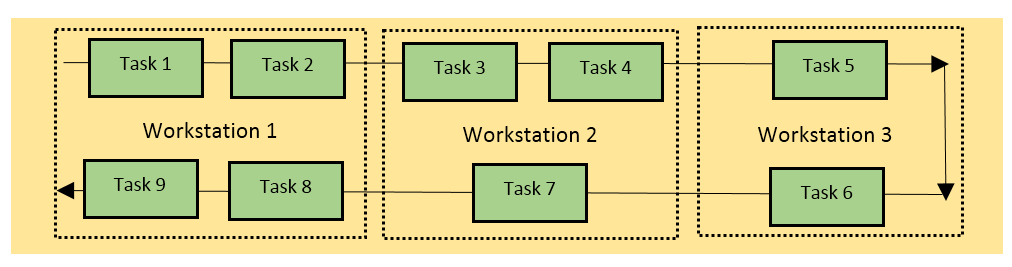 Task 1
Task 2
Task 3
Task 4
Task 5
Workstation 1
Workstation 2
Workstation 3
Task 9
Task 8
Task 7
Task 6